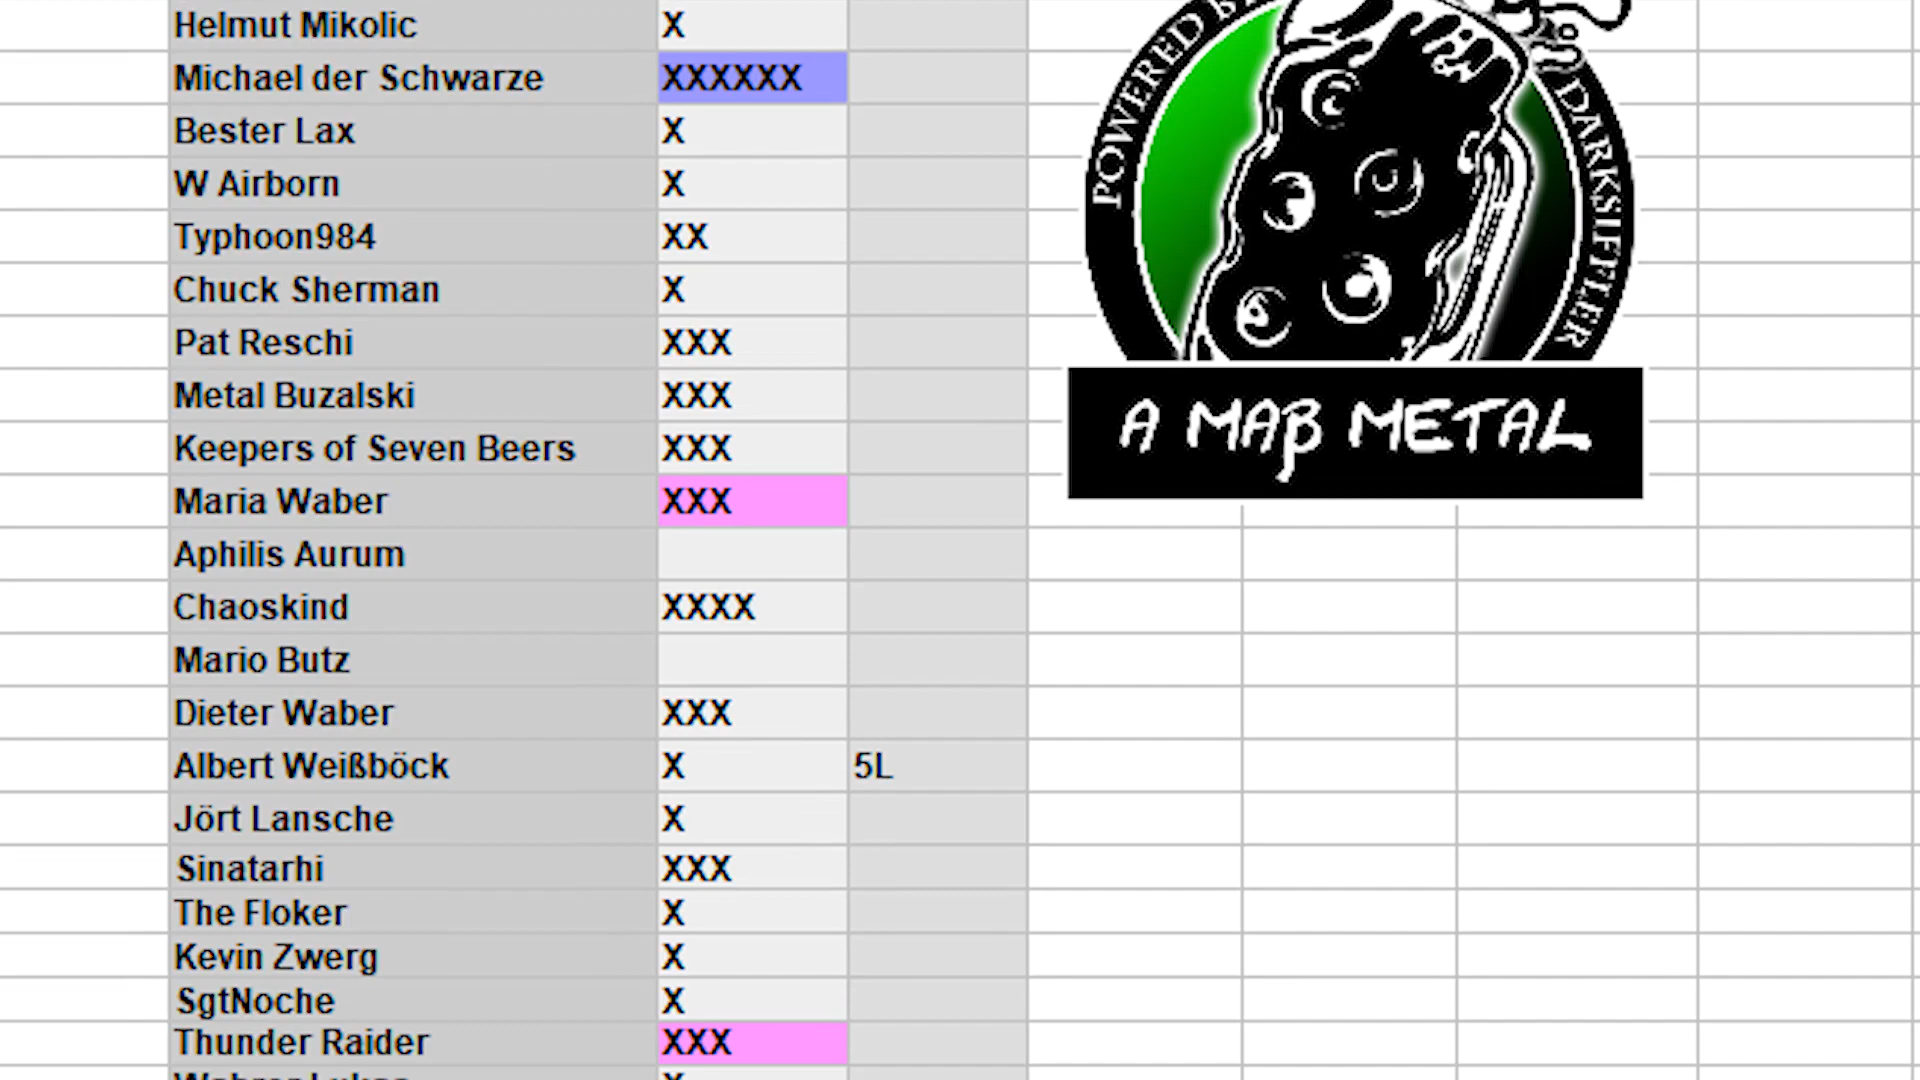 Helmut Mikolic X
Michael der Schwarze XXXXXX
Bester Lax X
W Airborn X
Typhoon984 XX
Chuck Sherman X
Pat Reschi XXX
Metal Buzalski XXX
Keepers of Seven Beers XXX
Maria Waber XXX
Aphilis Aurum
Chaoskind XXXX
Mario Butz
Dieter Waber XXX
Albert Weißböck X 5L
Jört Lansche X
Sinatarhi XXX
The Floker X
Kevin Zwerg X
SgtNoche X
Thunder Raider XXX
POWERED
DARKSIFFLER
A MAß METAL